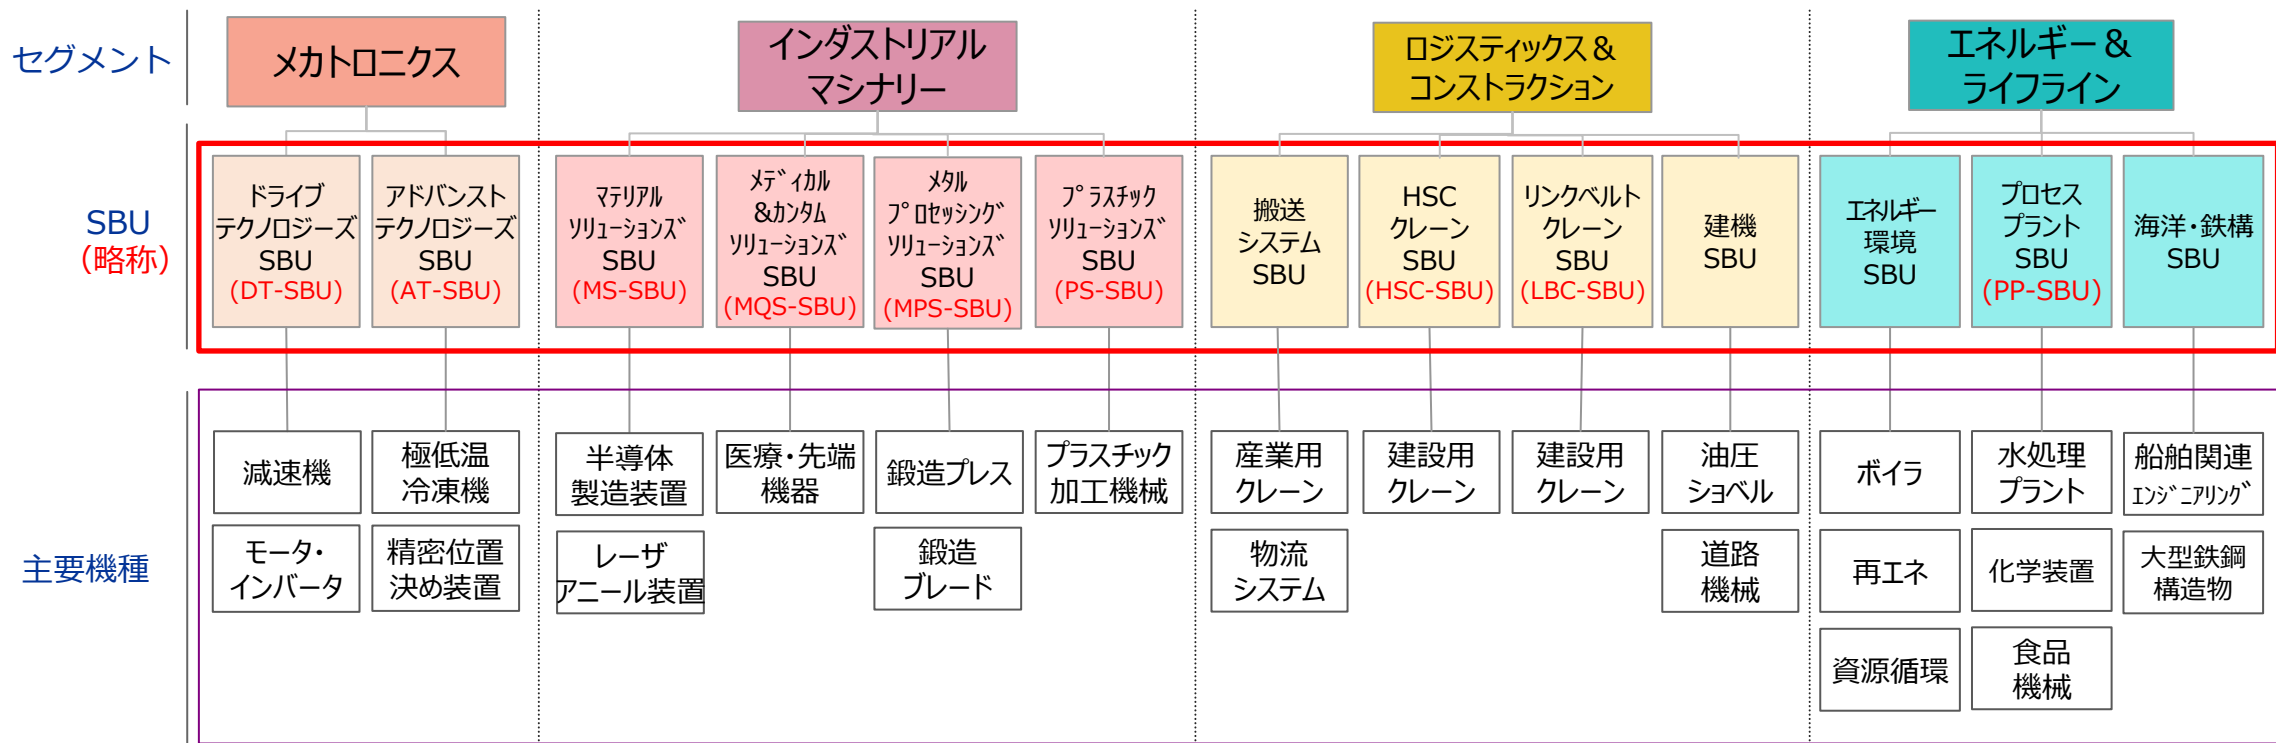 セグメント
メカトロニクス
インダストリアル
マシナリー
ロジスティックス＆
コンストラクション
エネルギー＆
ライフライン
SBU
（略称）
ドライブ
テクノロジーズ
SBU
(DT-SBU)
アドバンスト
テクノロジーズ
SBU
(AT-SBU)
ﾏﾃﾘｱﾙ
ｿﾘｭｰｼｮﾝｽﾞ
SBU
(MS-SBU)
ﾒﾃﾞｨｶﾙ
&ｶﾝﾀﾑ
ｿﾘｭｰｼｮﾝｽﾞ
SBU
(MQS-SBU)
ﾒﾀﾙ
ﾌﾟﾛｾｯｼﾝｸﾞ
ｿﾘｭｰｼｮﾝｽﾞ
SBU
(MPS-SBU)
ﾌﾟﾗｽﾁｯｸ
ｿﾘｭｰｼｮﾝｽﾞ
SBU
(PS-SBU)
搬送
システム
SBU
HSC
クレーン
SBU
(HSC-SBU)
リンクベルト
クレーン
SBU
(LBC-SBU)
建機
SBU
エネルギー
環境
SBU
プロセス
プラント
SBU
(PP-SBU)
海洋・鉄構
SBU
主要機種
減速機
モータ・
インバータ
極低温
冷凍機
精密位置
決め装置
半導体
製造装置
レーザ
アニール装置
医療・先端
機器
鍛造プレス
鍛造
ブレード
プラスチック
加工機械
産業用
クレーン
物流
システム
建設用
クレーン
建設用
クレーン
油圧
ショベル
道路
機械
ボイラ
再エネ
資源循環
水処理
プラント
化学装置
食品
機械
船舶関連
ｴﾝｼﾞﾆｱﾘﾝｸﾞ
大型鉄鋼
構造物